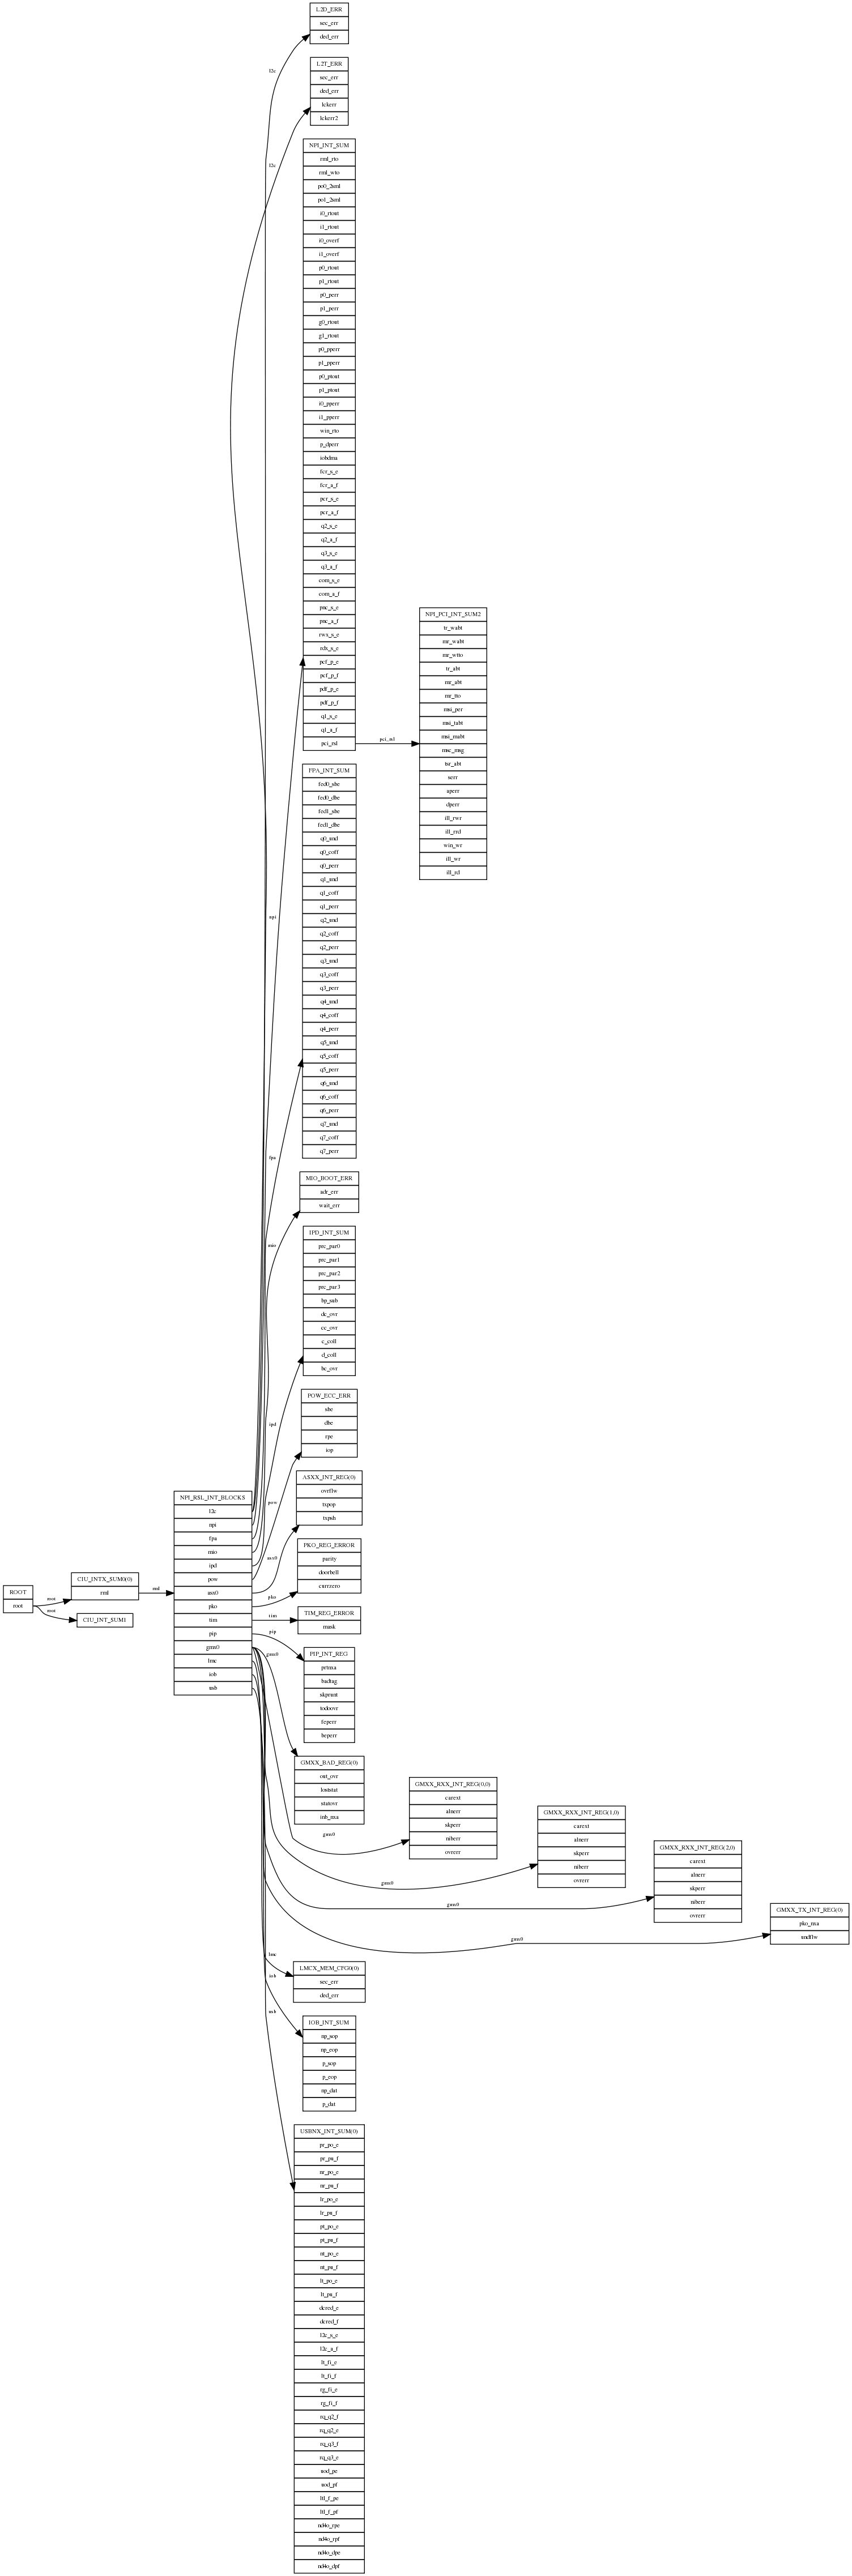 L2D_ERR
sec_err
ded_err
l2c
L2T_ERR
sec_err
ded_err
lckerr
lckerr2
l2c
NPI_INT_SUM
rml_rto
rml_wto
po0_2sml
po1_2sml
i0_rtout
i1_rtout
i0_overf
i1_overf
p0_rtout
p1_rtout
p0_perr
p1_perr
g0_rtout
g1_rtout
p0_pperr
p1_pperr
p0_ptout
p1_ptout
i0_pperr
i1_pperr
win_rto
p_dperr
iobdma
fcr_s_e
fcr_a_f
pcr_s_e
pcr_a_f
q2_s_e
q2_a_f
q3_s_e
q3_a_f
com_s_e
com_a_f
pnc_s_e
pnc_a_f
rwx_s_e
rdx_s_e
pcf_p_e
pcf_p_f
pdf_p_e
pdf_p_f
q1_s_e
q1_a_f
pci_rsl
npi
pci_rsl
NPI_PCI_INT_SUM2
tr_wabt
mr_wabt
mr_wtto
tr_abt
mr_abt
mr_tto
msi_per
msi_tabt
msi_mabt
msc_msg
tsr_abt
serr
aperr
dperr
ill_rwr
ill_rrd
win_wr
ill_wr
ill_rd
FPA_INT_SUM
fed0_sbe
fed0_dbe
fed1_sbe
fed1_dbe
q0_und
q0_coff
q0_perr
q1_und
q1_coff
q1_perr
q2_und
q2_coff
q2_perr
q3_und
q3_coff
q3_perr
q4_und
q4_coff
q4_perr
q5_und
q5_coff
q5_perr
q6_und
q6_coff
q6_perr
q7_und
q7_coff
q7_perr
fpa
MIO_BOOT_ERR
adr_err
wait_err
mio
IPD_INT_SUM
prc_par0
prc_par1
prc_par2
prc_par3
bp_sub
dc_ovr
cc_ovr
c_coll
d_coll
bc_ovr
ipd
POW_ECC_ERR
sbe
dbe
rpe
iop
pow
ASXX_INT_REG(0)
ovrflw
txpop
txpsh
asx0
PKO_REG_ERROR
parity
doorbell
currzero
pko
TIM_REG_ERROR
mask
tim
PIP_INT_REG
prtnxa
badtag
skprunt
todoovr
feperr
beperr
pip
ROOT
root
root
root
CIU_INTX_SUM0(0)
rml
CIU_INT_SUM1
rml
NPI_RSL_INT_BLOCKS
l2c
npi
fpa
mio
ipd
pow
asx0
pko
tim
pip
gmx0
lmc
iob
usb
gmx0
GMXX_BAD_REG(0)
out_ovr
loststat
statovr
inb_nxa
gmx0
GMXX_RXX_INT_REG(0,0)
carext
alnerr
skperr
niberr
ovrerr
gmx0
GMXX_RXX_INT_REG(1,0)
carext
alnerr
skperr
niberr
ovrerr
gmx0
GMXX_RXX_INT_REG(2,0)
carext
alnerr
skperr
niberr
ovrerr
gmx0
GMXX_TX_INT_REG(0)
pko_nxa
undflw
lmc
LMCX_MEM_CFG0(0)
sec_err
ded_err
iob
IOB_INT_SUM
np_sop
np_eop
p_sop
p_eop
np_dat
p_dat
usb
USBNX_INT_SUM(0)
pr_po_e
pr_pu_f
nr_po_e
nr_pu_f
lr_po_e
lr_pu_f
pt_po_e
pt_pu_f
nt_po_e
nt_pu_f
lt_po_e
lt_pu_f
dcred_e
dcred_f
l2c_s_e
l2c_a_f
lt_fi_e
lt_fi_f
rg_fi_e
rg_fi_f
rq_q2_f
rq_q2_e
rq_q3_f
rq_q3_e
uod_pe
uod_pf
ltl_f_pe
ltl_f_pf
nd4o_rpe
nd4o_rpf
nd4o_dpe
nd4o_dpf